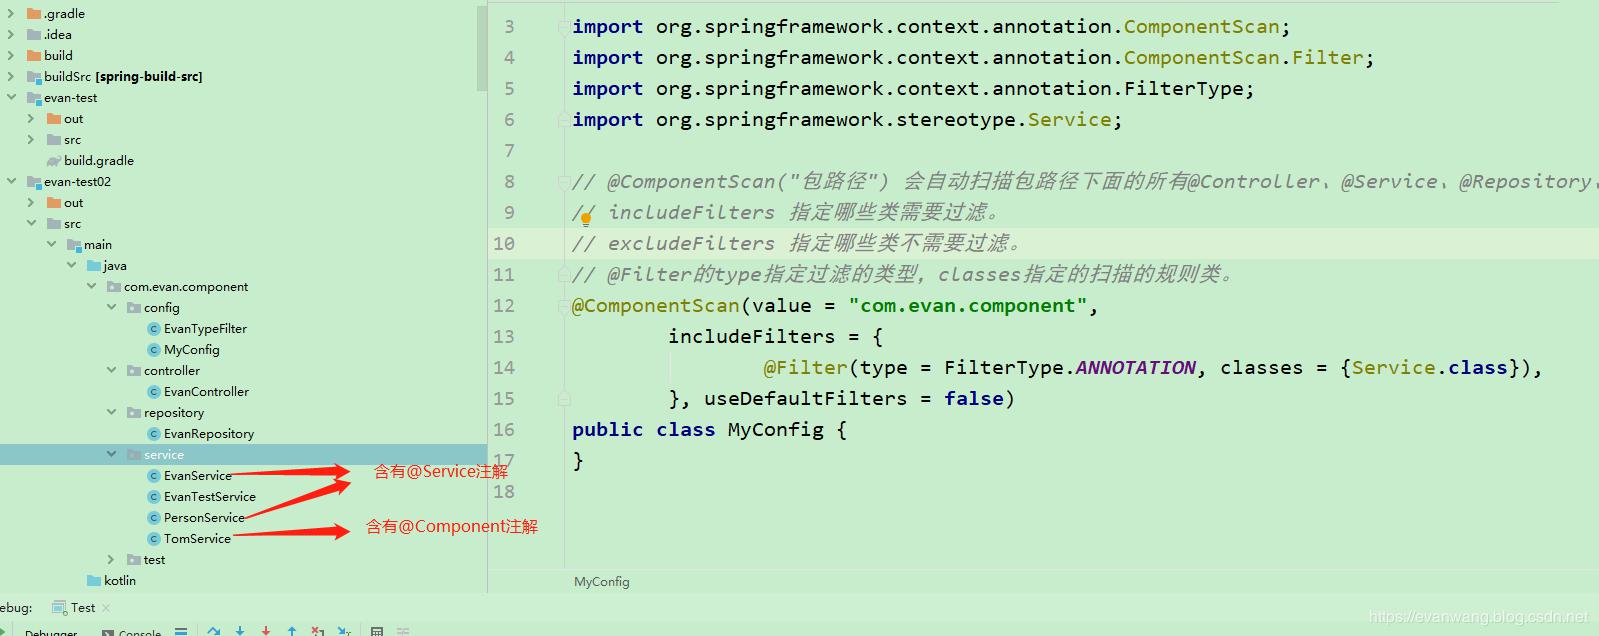 .gradle
.idea
build
buildSrc [spring-build-src]
evan-test
out
src
build.gradle
evan-test02
out
src
main
java
com.evan.component
config
EvanTypeFilter
MyConfig
controller
EvanController
repository
EvanRepository
service
EvanService
EvanTestService
PersonService
TomService
test
kotlin
含有@Service注解
含有@Component注解
3 import org.springframework.context.annotation.ComponentScan;
4 import org.springframework.context.annotation.ComponentScan.Filter;
5 import org.springframework.context.annotation.FilterType;
6 import org.springframework.stereotype.Service;
7
8 // @ComponentScan("包路径") 会自动扫描包路径下面的所有@Controller、@Service、@Repository、
9 // includeFilters 指定哪些类需要过滤。
10 // excludeFilters 指定哪些类不需要过滤。
11 // @Filter的type指定过滤的类型，classes指定的扫描的规则类。
12 @ComponentScan(value = "com.evan.component",
13 includeFilters = {
14 @Filter(type = FilterType.ANNOTATION, classes = {Service.class}),
15 }, useDefaultFilters = false)
16 public class MyConfig {
17 }
18
MyConfig
ebug: Test
Debugger Console
https://evanwang.blog.csdn.net